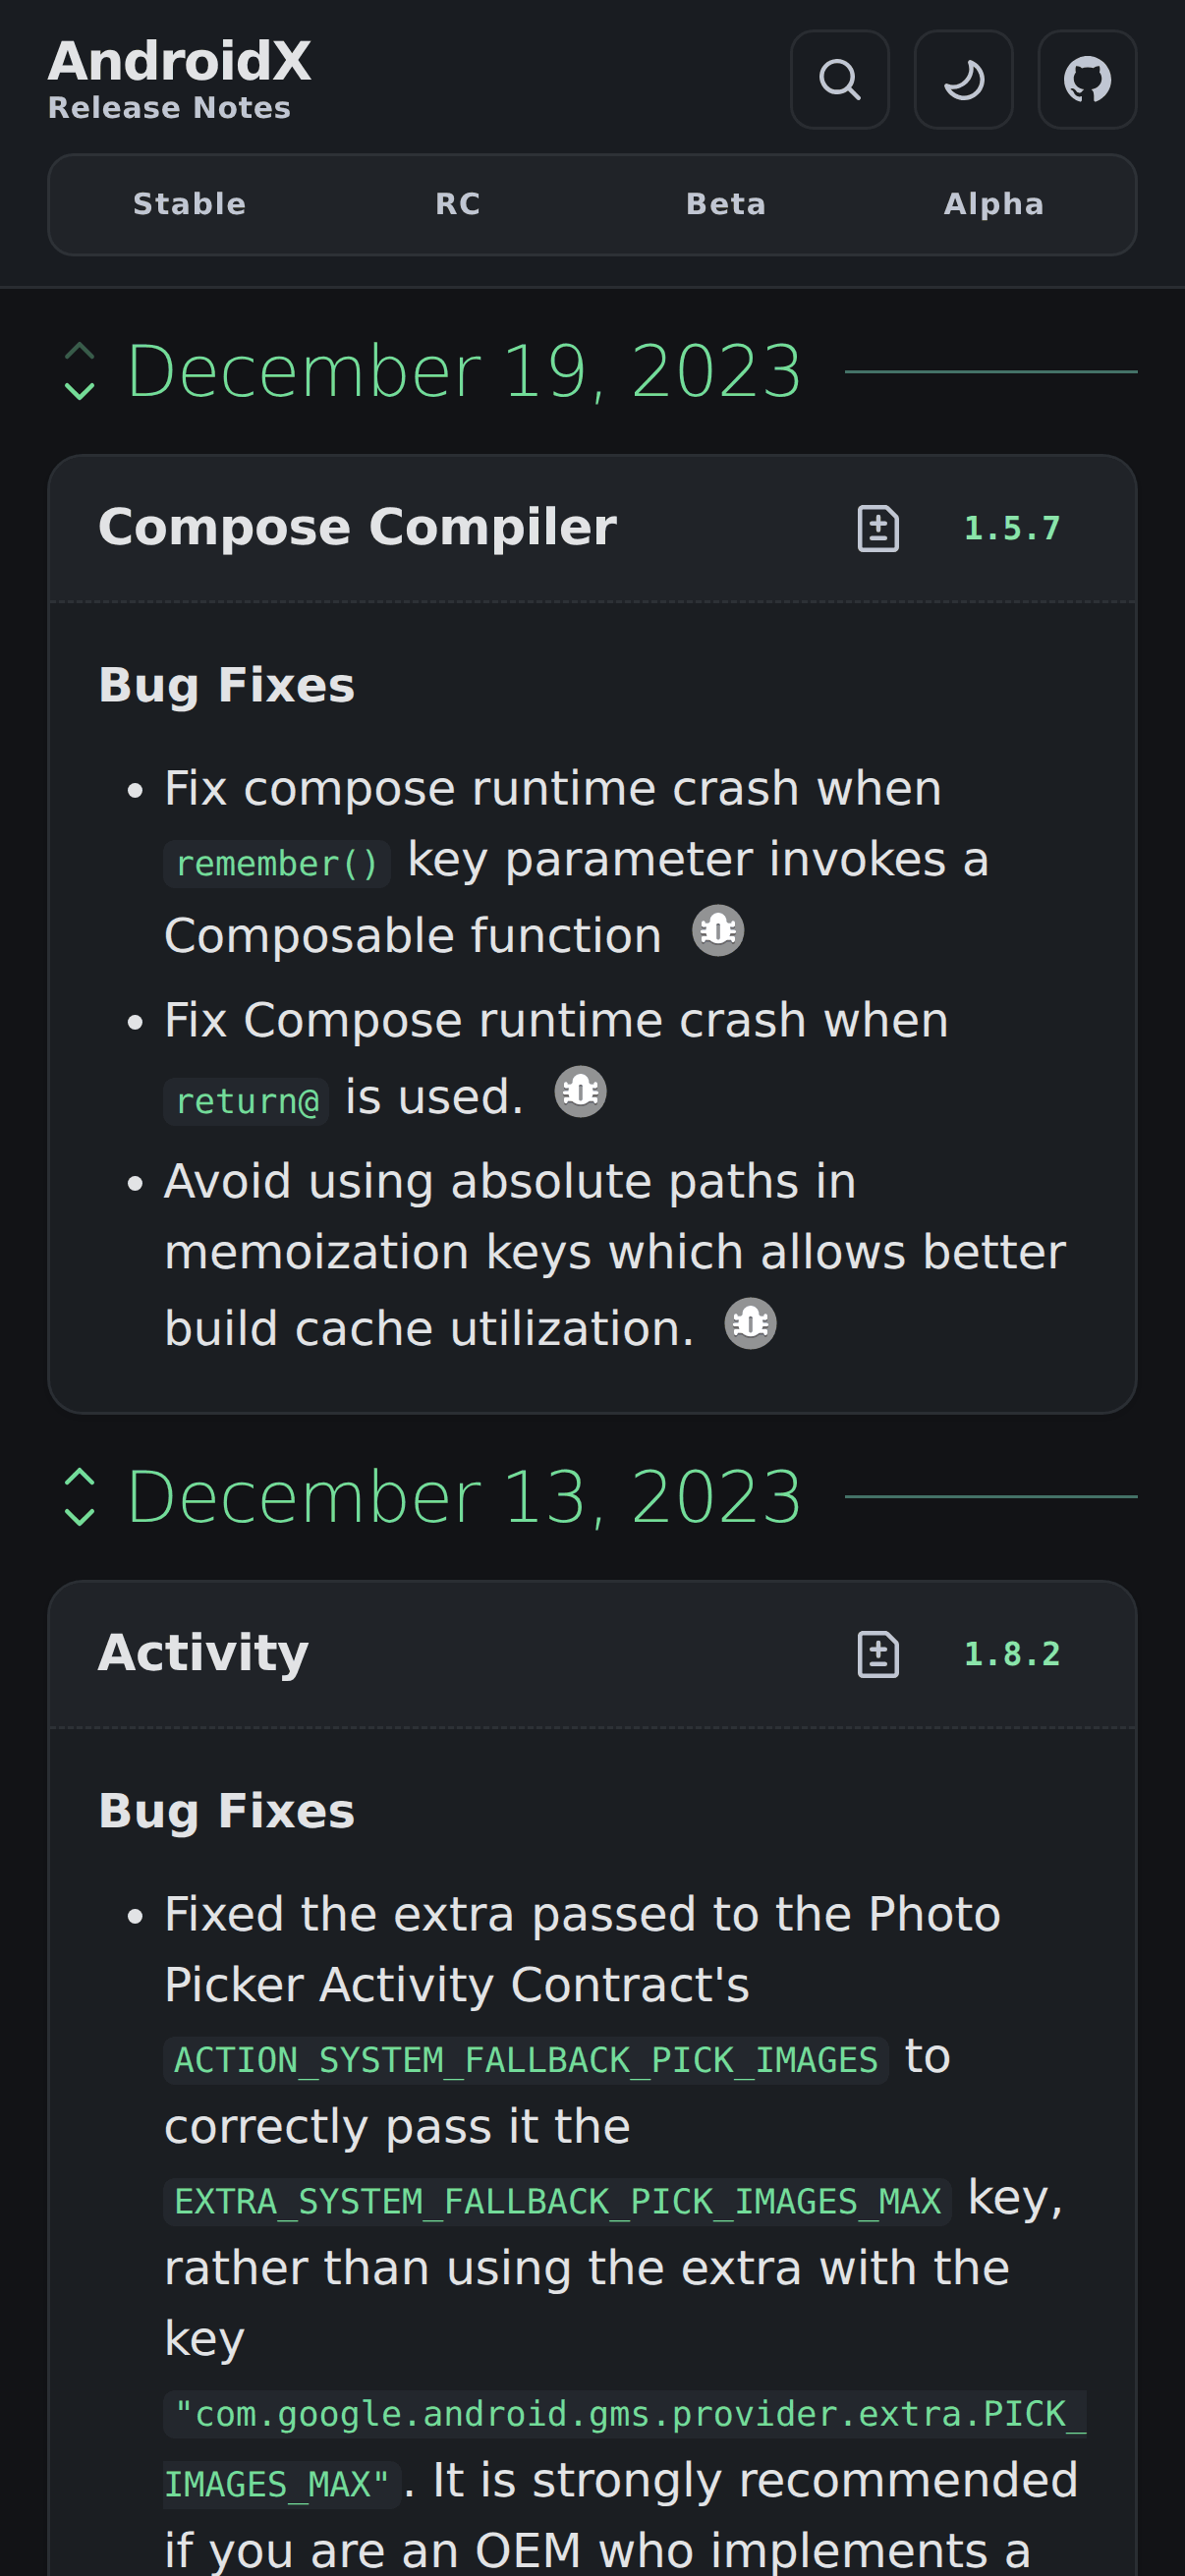 AndroidX
Release Notes
Stable RC Beta Alpha
December 19, 2023
Compose Compiler 1.5.7
Bug Fixes
• Fix compose runtime crash when
remember() key parameter invokes a
Composable function
• Fix Compose runtime crash when
return@ is used.
• Avoid using absolute paths in
memoization keys which allows better
build cache utilization.
December 13, 2023
Activity 1.8.2
Bug Fixes
• Fixed the extra passed to the Photo
Picker Activity Contract's
ACTION_SYSTEM_FALLBACK_PICK_IMAGES to
correctly pass it the
EXTRA_SYSTEM_FALLBACK_PICK_IMAGES_MAX key,
rather than using the extra with the
key
"com.google.android.gms.provider.extra.PICK_
IMAGES_MAX". It is strongly recommended
if you are an OEM who implements a